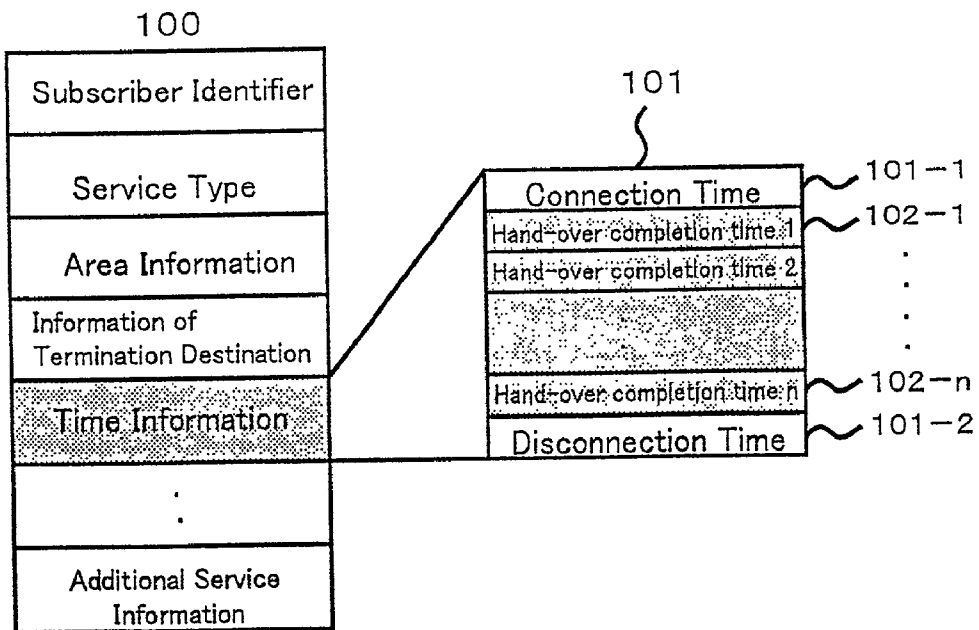 100
Subscriber Identifier
Service Type
Area Information
Information of
Termination Destination
Time Information
Additional Service
Information
101
Connection Time
101-1
Hand-over completion time 1
102-1
Hand-over completion time 2
Hand-over completion time n
102-n
Disconnection Time
101-2